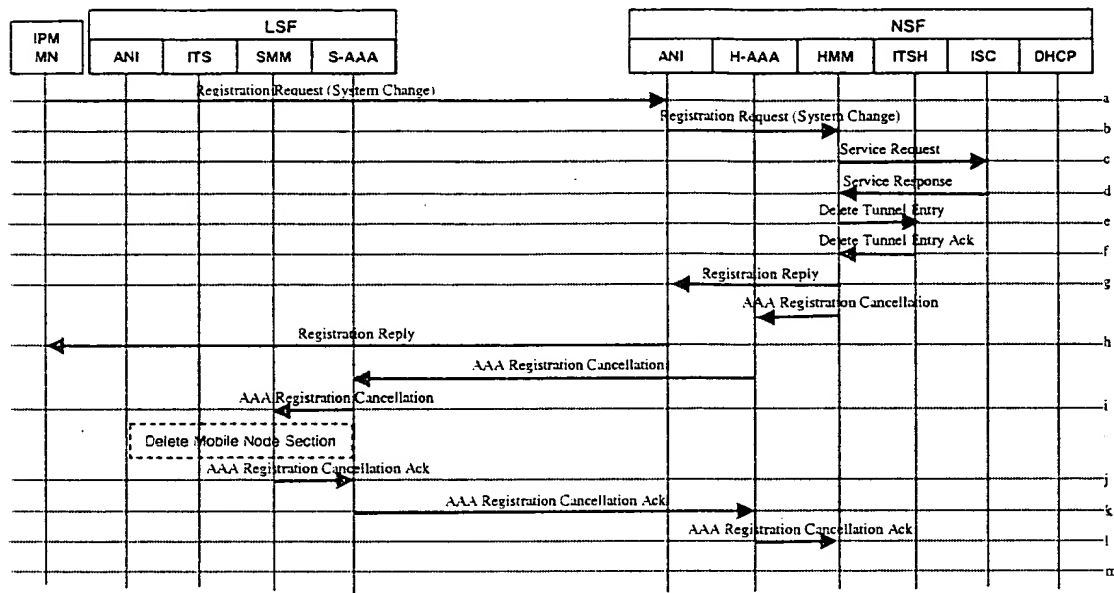 IPM
MN
LSF
ANI ITS SMM S-AAA
NSF
ANI H-AAA HMM ITSH ISC DHCP
Registration Request (System Change)
a
Registration Request (System Change)
b
Service Request
c
Service Response
d
Delete Tunnel Entry
e
Delete Tunnel Entry Ack
f
Registration Reply
g
AAA Registration Cancellation
Registration Reply
h
AAA Registration Cancellation
AAA Registration Cancellation
i
Delete Mobile Node Section
AAA Registration Cancellation Ack
j
AAA Registration Cancellation Ack
k
AAA Registration Cancellation Ack
l
m